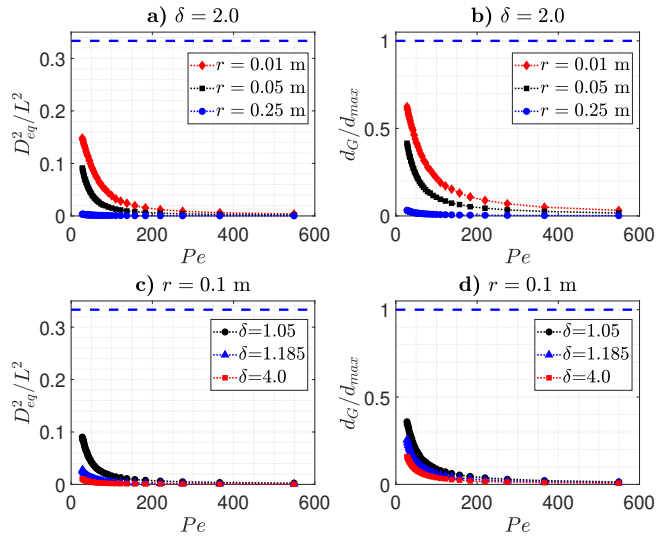 a) δ = 2.0
D²eq/L²
0.3
0.2
0.1
0
r = 0.01 m
r = 0.05 m
r = 0.25 m
0 200 400 600
Pe
b) δ = 2.0
dG/dmax
1
0.5
0
r = 0.01 m
r = 0.05 m
r = 0.25 m
0 200 400 600
Pe
c) r = 0.1 m
D²eq/L²
0.3
0.2
0.1
0
δ=1.05
δ=1.185
δ=4.0
0 200 400 600
Pe
d) r = 0.1 m
dG/dmax
1
0.5
0
δ=1.05
δ=1.185
δ=4.0
0 200 400 600
Pe